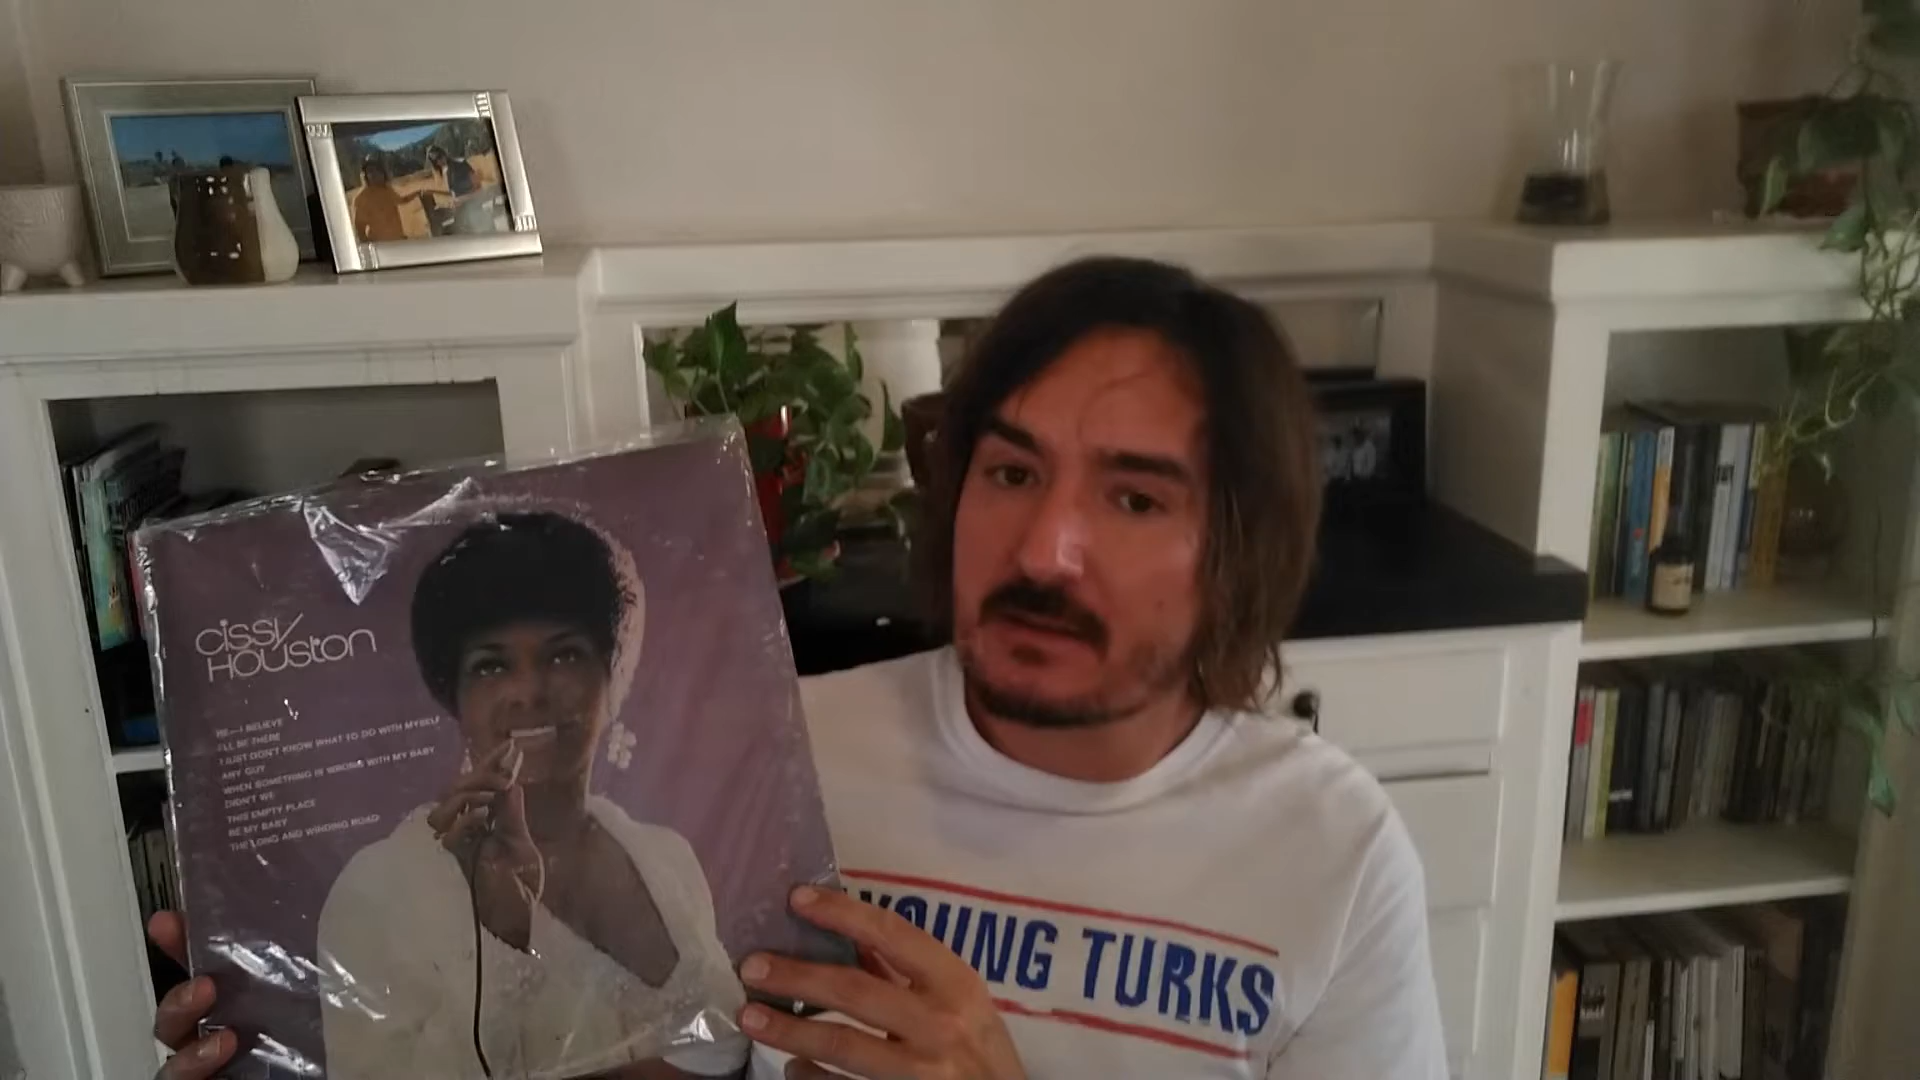 cissy
HOUSTON
HE—I BELIEVE
I'LL BE THERE
I JUST DON'T KNOW WHAT TO DO WITH MYSELF
ANY GUY
WHEN SOMETHING IS WRONG WITH MY BABY
DIDN'T WE
THIS EMPTY PLACE
BE MY BABY
THE LONG AND WINDING ROAD
YOUNG TURKS